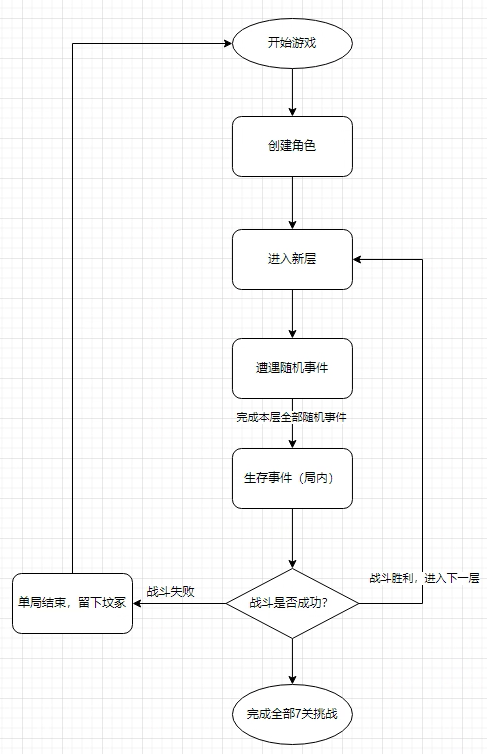 开始游戏
创建角色
进入新层
遭遇随机事件
完成本层全部随机事件
生存事件（局内）
战斗胜利，进入下一层
战斗失败
单局结束，留下坟冢
战斗是否成功？
完成全部7关挑战